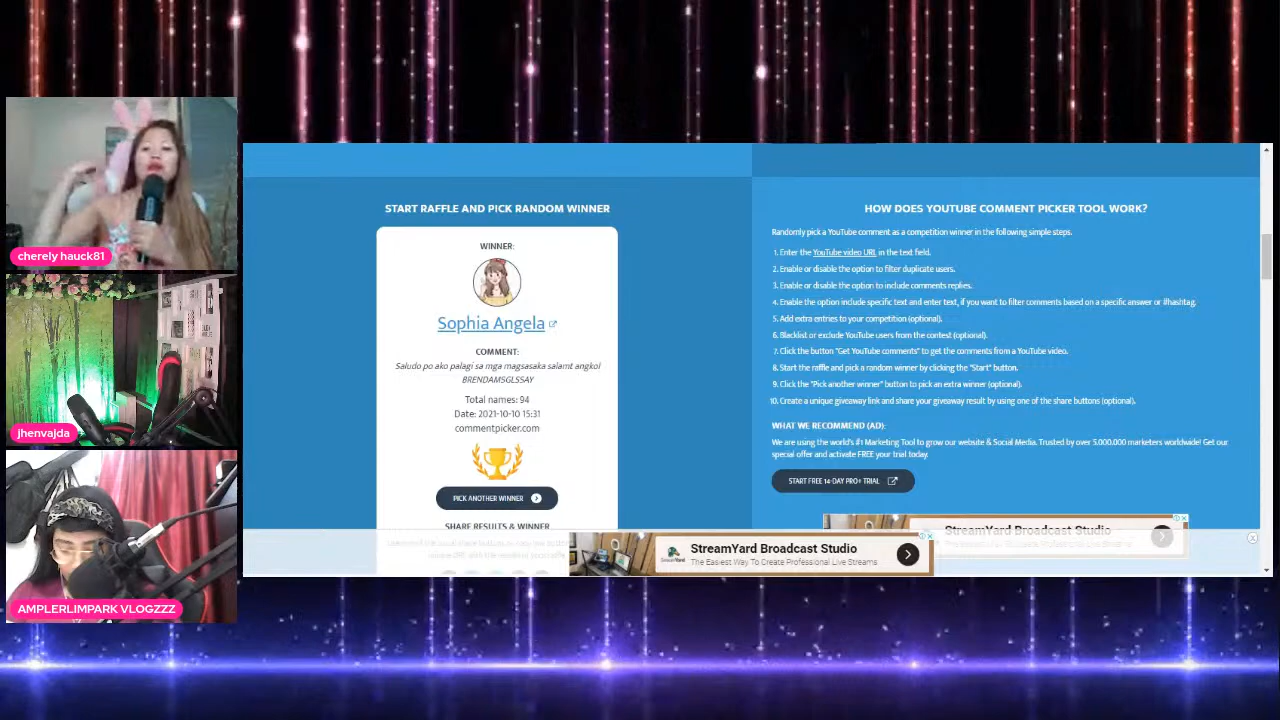 cherely hauck81
jhenvajda
AMPLERLIMPARK VLOGZZZ
START RAFFLE AND PICK RANDOM WINNER
WINNER:
Sophia Angela
COMMENT:
Saludo po ako palagi sa mga magsasaka salamt angkol
BRENDAMSGLSSAY
Total names: 94
Date: 2021-10-10 15:31
commentpicker.com
PICK ANOTHER WINNER
SHARE RESULTS & WINNER
HOW DOES YOUTUBE COMMENT PICKER TOOL WORK?
Randomly pick a YouTube comment as a competition winner in the following simple steps.
1. Enter the YouTube video URL in the text field.
2. Enable or disable the option to filter duplicate users.
3. Enable or disable the option to include comments replies.
4. Enable the option include specific text and enter text, if you want to filter comments based on a specific answer or #hashtag.
5. Add extra entries to your competition (optional).
6. Blacklist or exclude YouTube users from the contest (optional).
7. Click the button "Get YouTube comments" to get the comments from a YouTube video.
8. Start the raffle and pick a random winner by clicking the "Start" button.
9. Click the "Pick another winner" button to pick an extra winner (optional).
10. Create a unique giveaway link and share your giveaway result by using one of the share buttons (optional).
WHAT WE RECOMMEND (AD):
We are using the world's #1 Marketing Tool to grow our website & Social Media. Trusted by over 5.000.000 marketers worldwide! Get our
special offer and activate FREE your trial today.
START FREE 14-DAY PRO+ TRIAL
StreamYard Broadcast Studio
StreamYard Broadcast Studio
The Easiest Way To Create Professional Live Streams